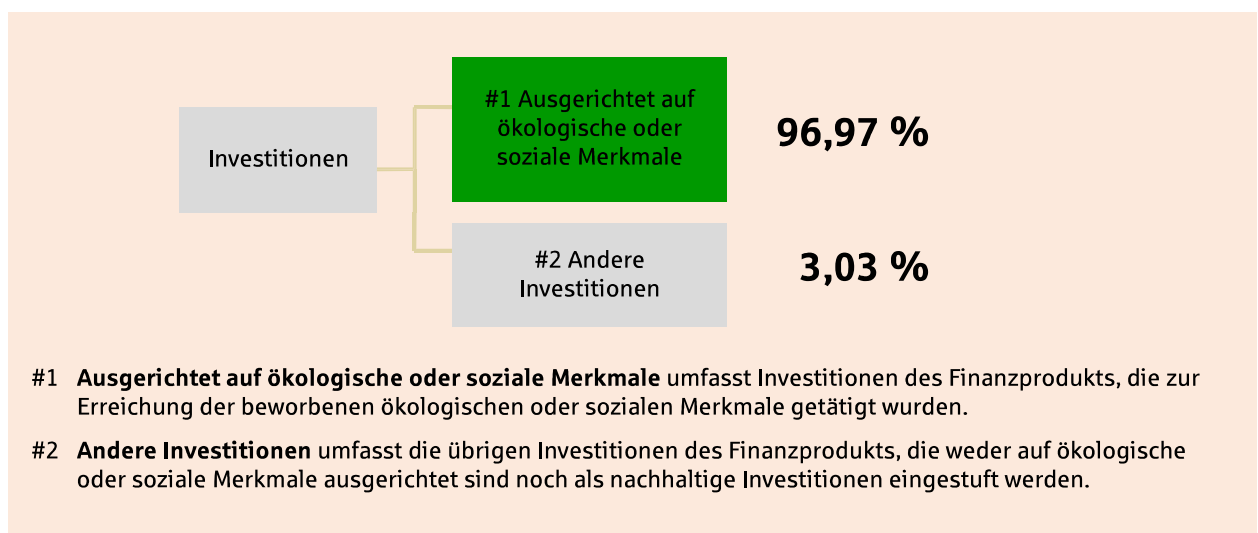 #1 Ausgerichtet auf
ökologische oder
soziale Merkmale
96,97 %
Investitionen
#2 Andere
Investitionen
3,03 %
#1 Ausgerichtet auf ökologische oder soziale Merkmale umfasst Investitionen des Finanzprodukts, die zur
Erreichung der beworbenen ökologischen oder sozialen Merkmale getätigt wurden.
#2 Andere Investitionen umfasst die übrigen Investitionen des Finanzprodukts, die weder auf ökologische
oder soziale Merkmale ausgerichtet sind noch als nachhaltige Investitionen eingestuft werden.